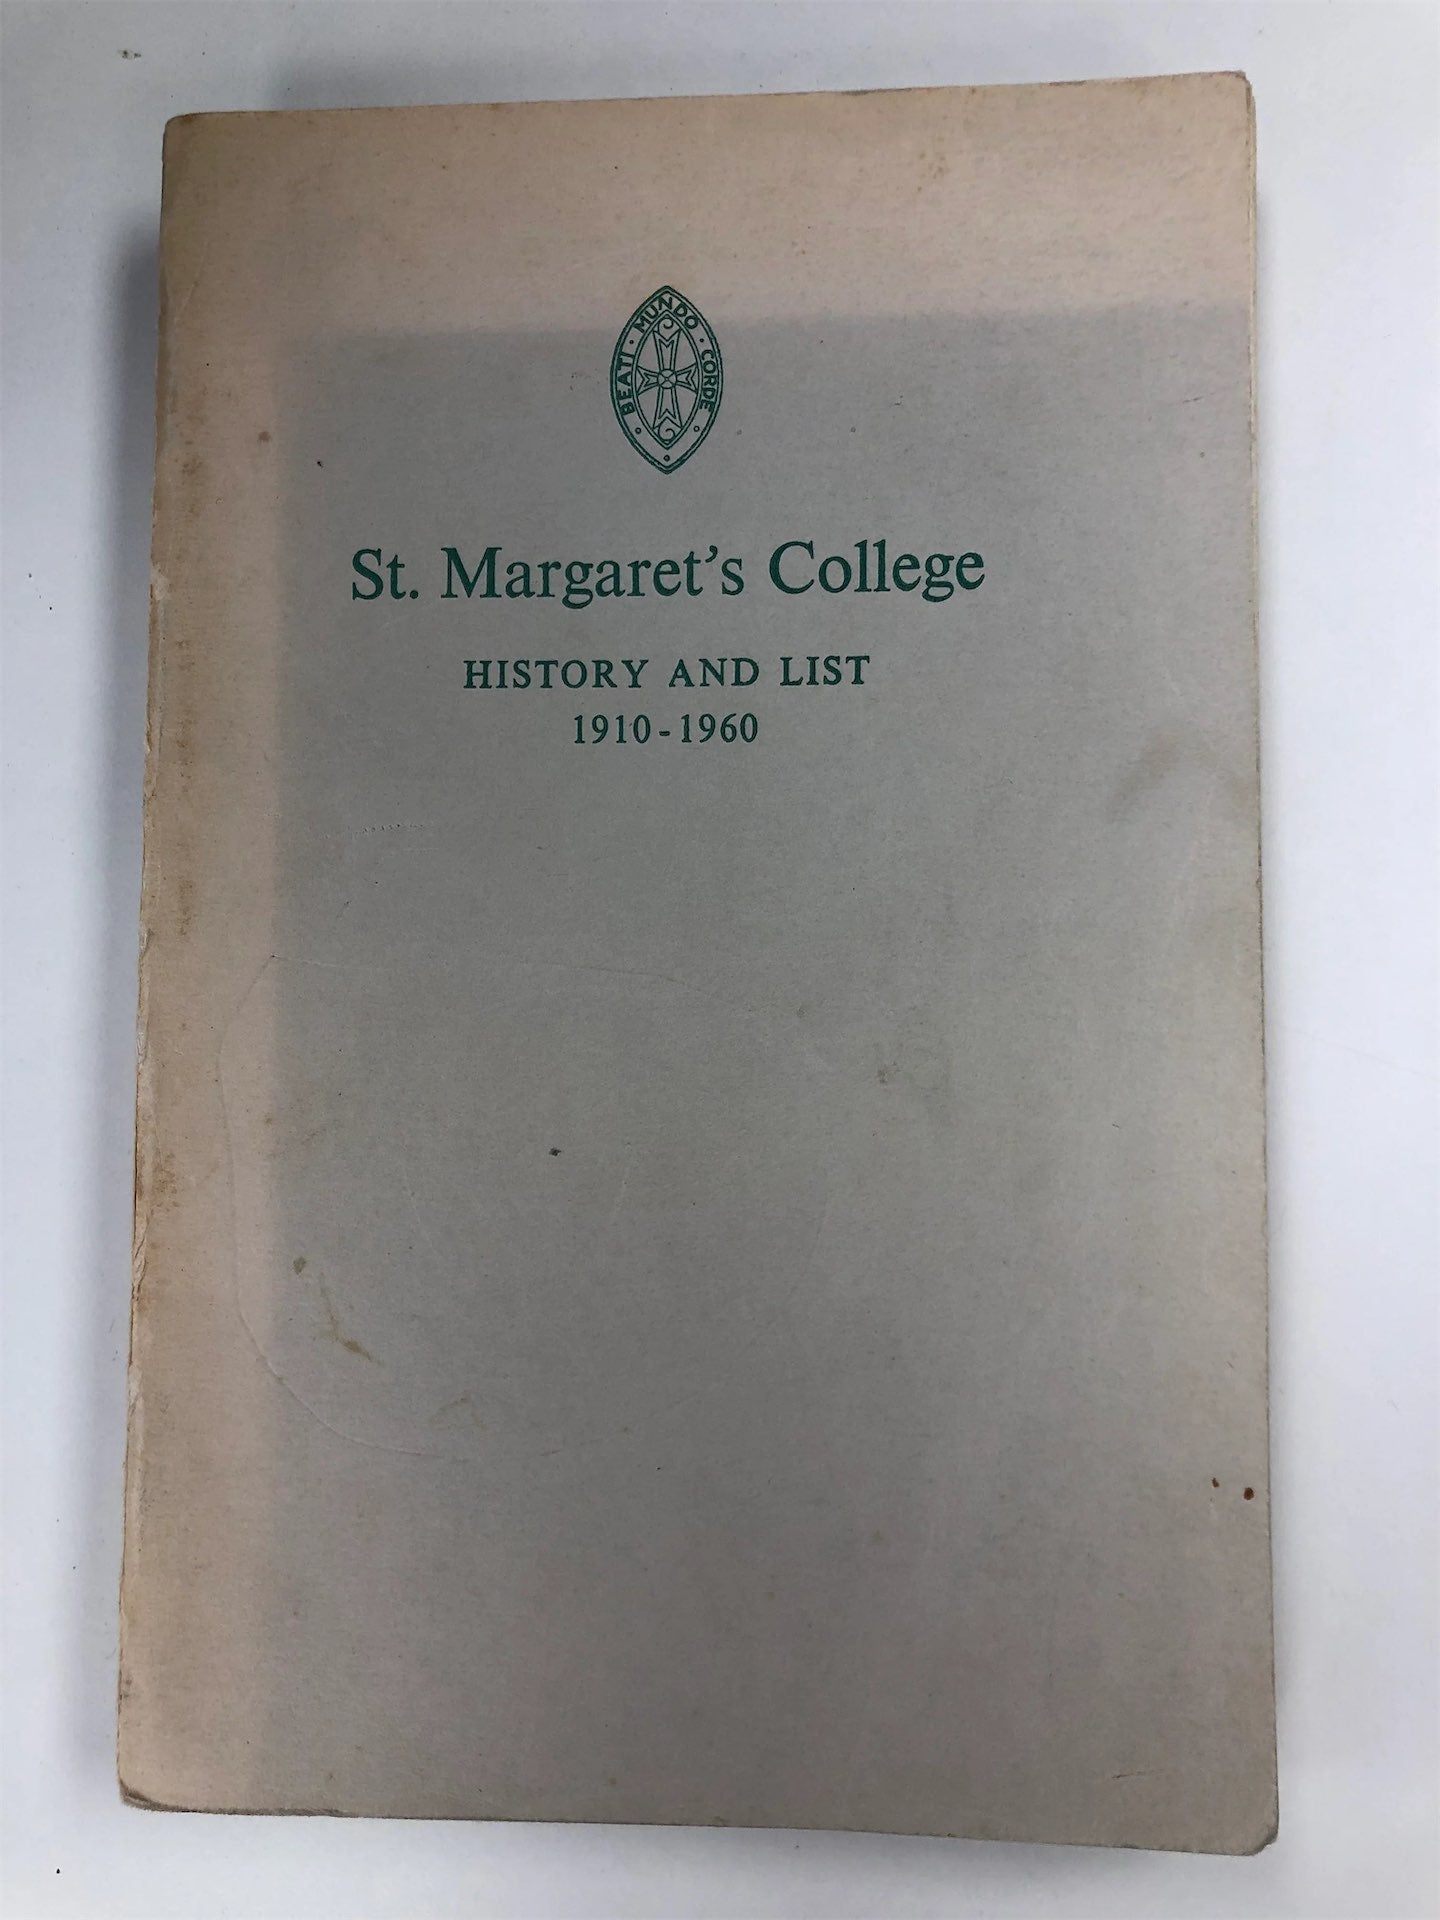 BEATI · MUNDO · CORDE
St. Margaret's College
HISTORY AND LIST
1910-1960